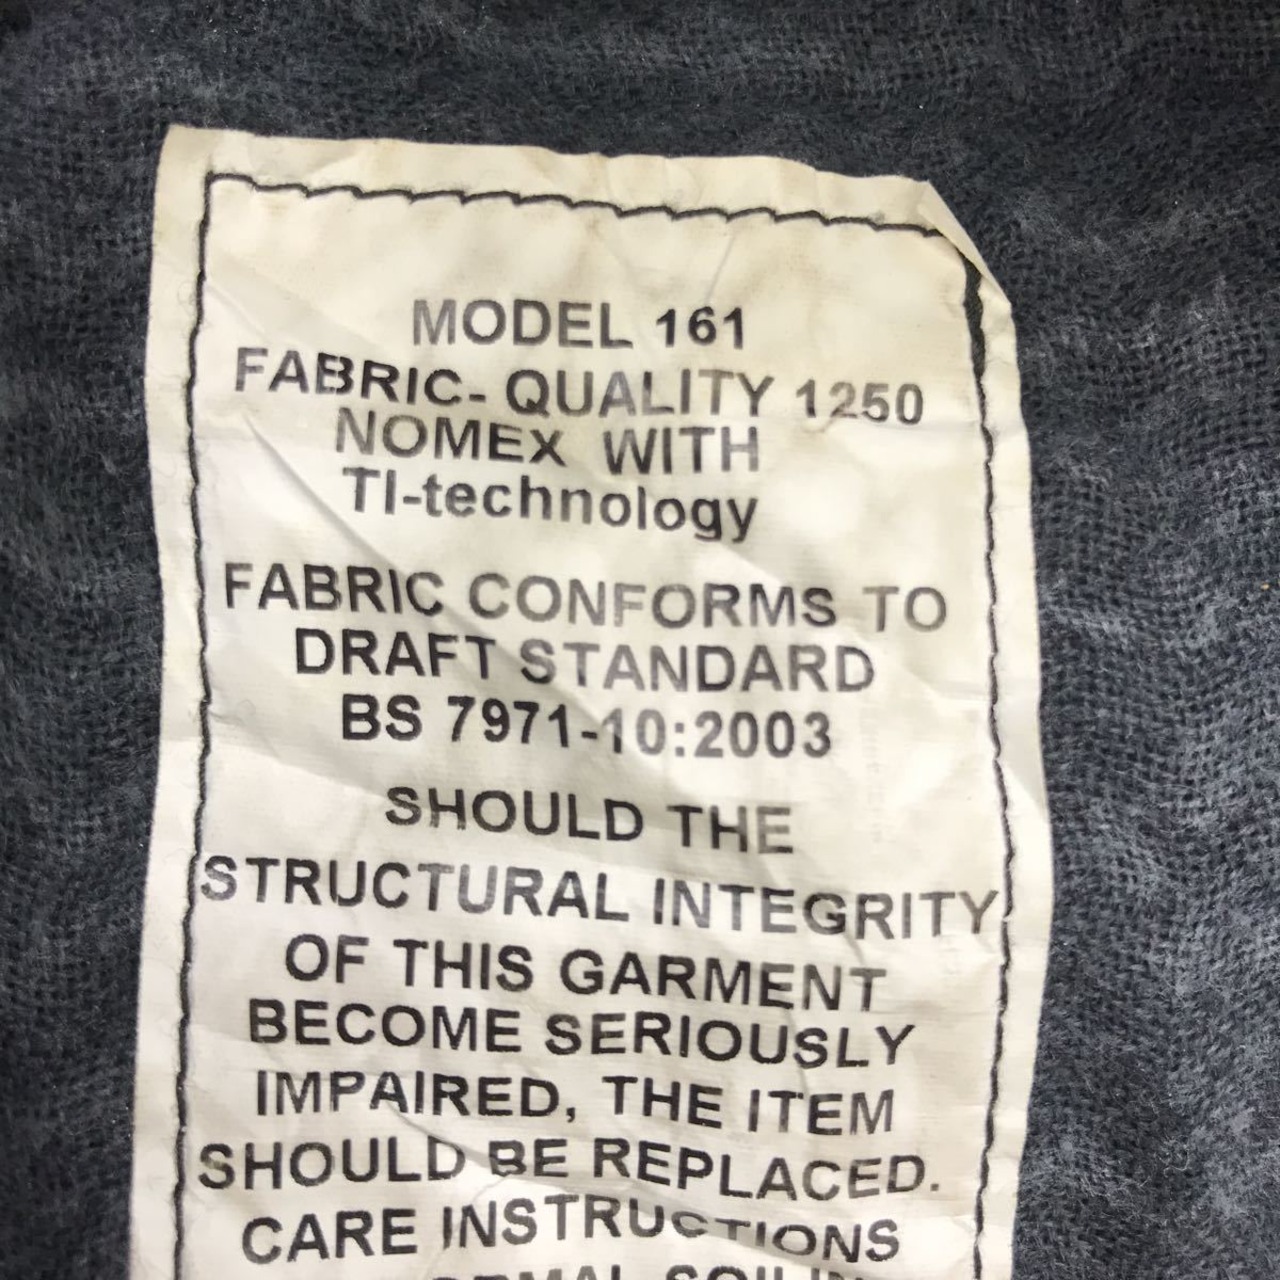 MODEL 161
FABRIC- QUALITY 1250
NOMEX WITH
TI-technology
FABRIC CONFORMS TO
DRAFT STANDARD
BS 7971-10:2003
SHOULD THE
STRUCTURAL INTEGRITY
OF THIS GARMENT
BECOME SERIOUSLY
IMPAIRED, THE ITEM
SHOULD BE REPLACED.
CARE INSTRUCTIONS